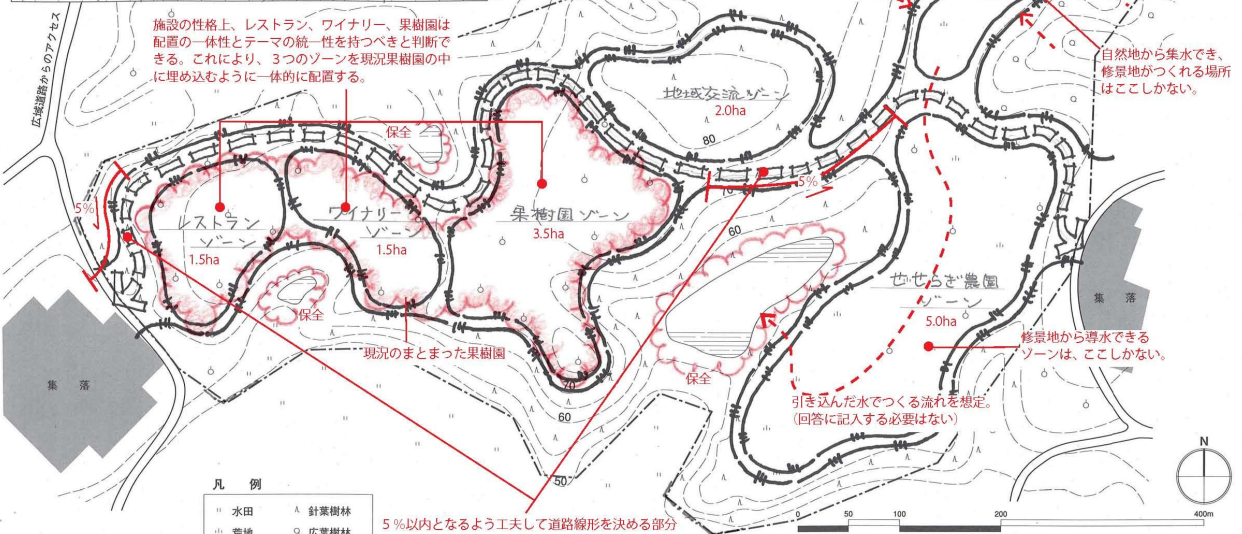 施設の性格上、レストラン、ワイナリー、果樹園は
配置の一体性とテーマの統一性を持つべきと判断で
きる。これにより、3つのゾーンを現況果樹園の中
に埋め込むように一体的に配置する。
広域道路からのアクセス
自然地から集水でき、
修景地がつくれる場所
はここしかない。
地域交流ゾーン
2.0ha
80
保全
5%
レストラン
ゾーン
1.5ha
ワイナリー
ゾーン
1.5ha
果樹園ゾーン
3.5ha
70
5%
60
せせらぎ農園
ゾーン
5.0ha
集落
修景地から導水できる
ゾーンは、ここしかない。
保全
現況のまとまった果樹園
保全
集落
70
60
引き込んだ水でつくる流れを想定。
(回答に記入する必要はない)
50
5％以内となるよう工夫して道路線形を決める部分
凡例
水田
針葉樹林
荒地
広葉樹林
N
0 50 100 200 400m